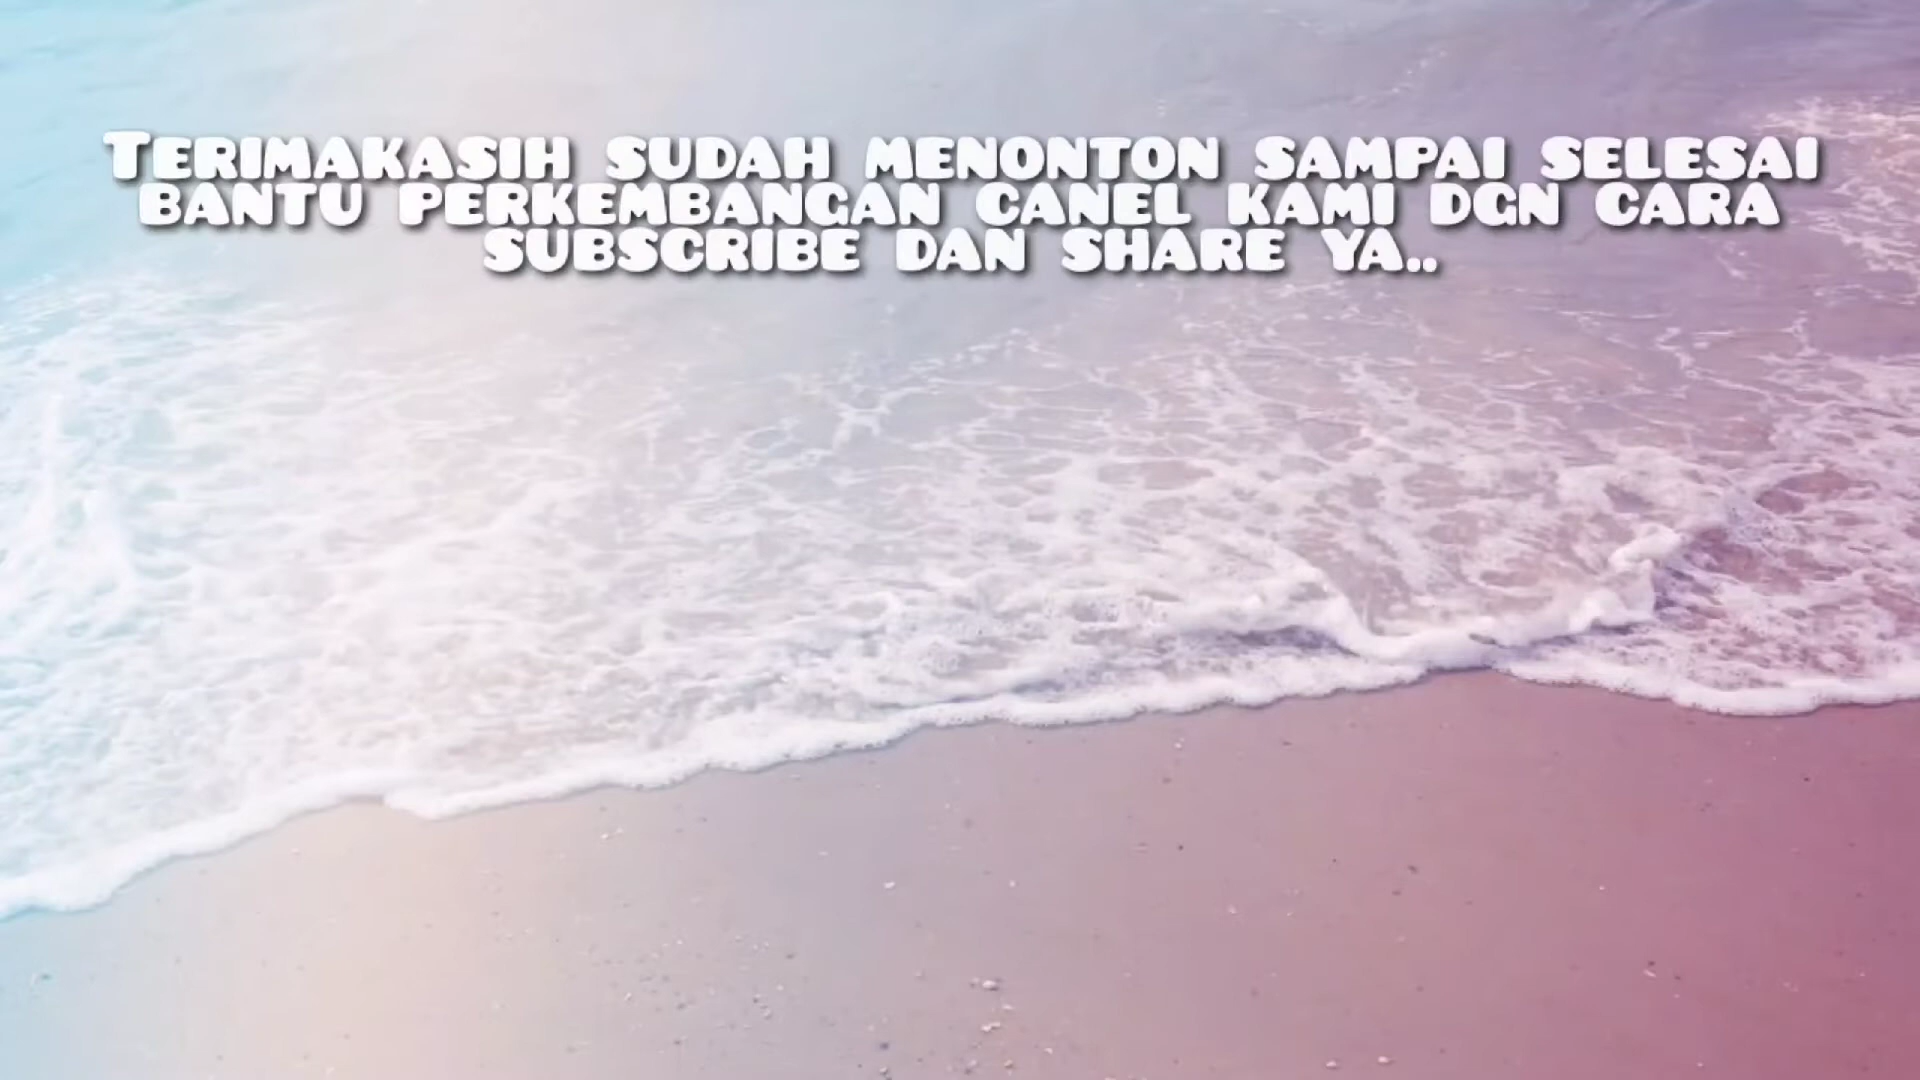 Terimakasih sudah menonton sampai selesai
bantu perkembangan canel kami dgn cara
subscribe dan share ya..